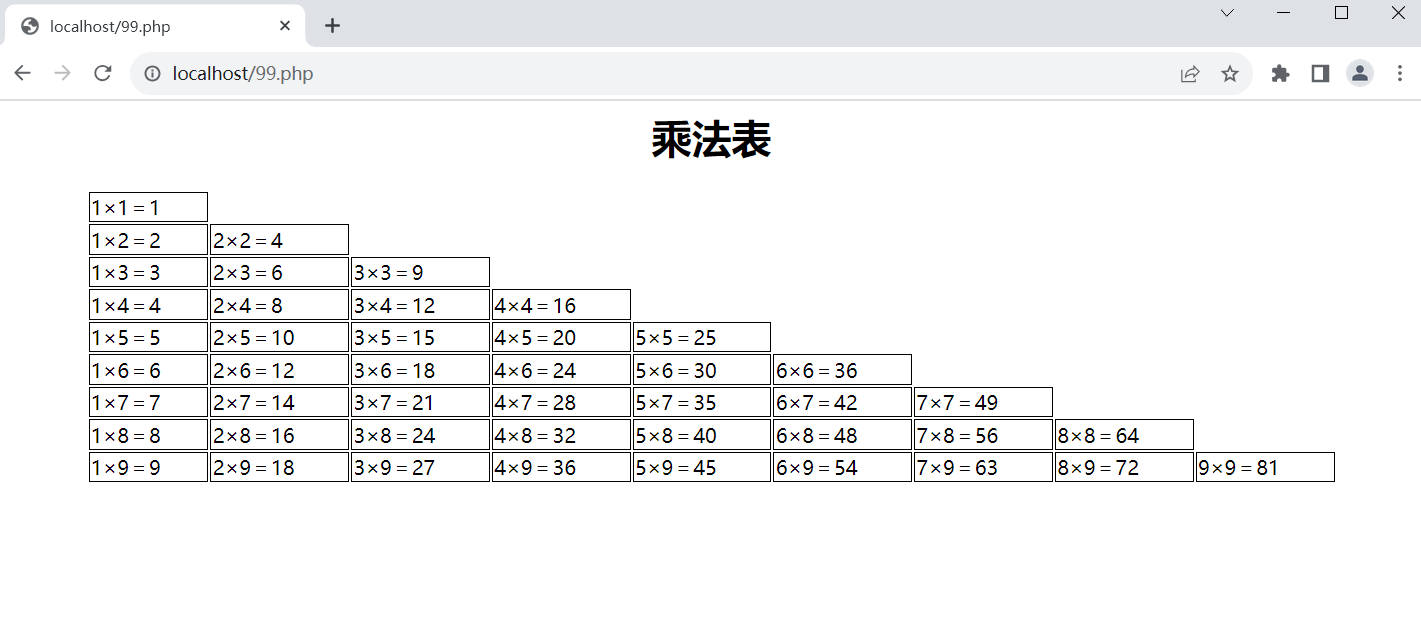 localhost/99.php
localhost/99.php
乘法表
1×1=1
1×2=2 2×2=4
1×3=3 2×3=6 3×3=9
1×4=4 2×4=8 3×4=12 4×4=16
1×5=5 2×5=10 3×5=15 4×5=20 5×5=25
1×6=6 2×6=12 3×6=18 4×6=24 5×6=30 6×6=36
1×7=7 2×7=14 3×7=21 4×7=28 5×7=35 6×7=42 7×7=49
1×8=8 2×8=16 3×8=24 4×8=32 5×8=40 6×8=48 7×8=56 8×8=64
1×9=9 2×9=18 3×9=27 4×9=36 5×9=45 6×9=54 7×9=63 8×9=72 9×9=81